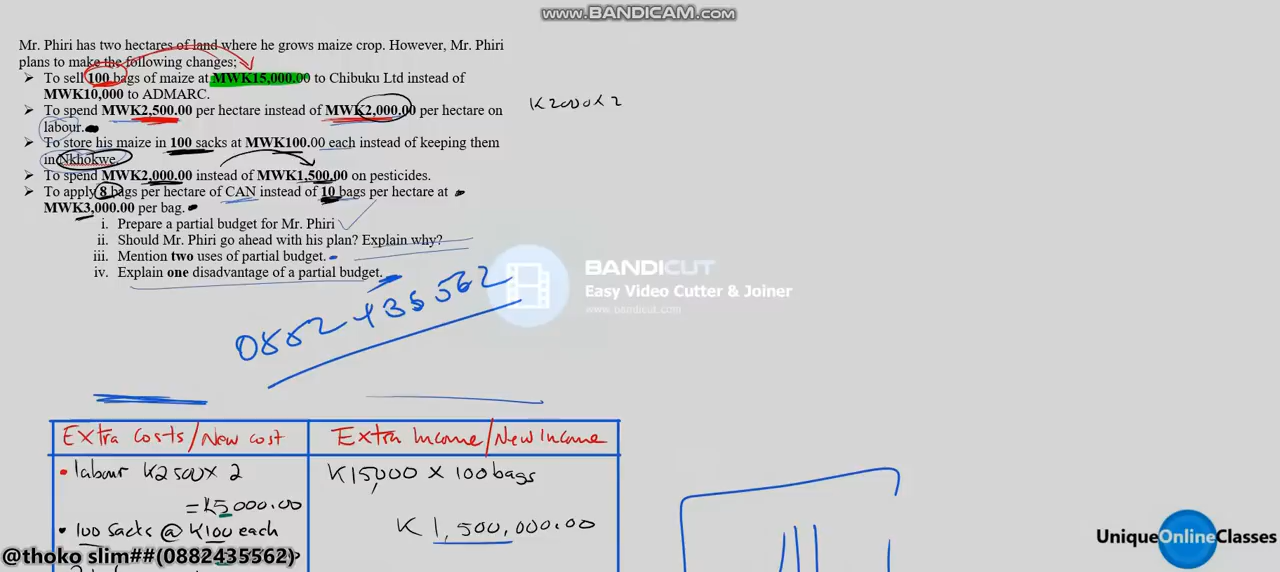 www.BANDICAM.com
Mr. Phiri has two hectares of land where he grows maize crop. However, Mr. Phiri
plans to make the following changes;
➢ To sell 100 bags of maize at MWK15,000.00 to Chibuku Ltd instead of
MWK10,000 to ADMARC.
➢ To spend MWK2,500.00 per hectare instead of MWK2,000.00 per hectare on
labour.
K2000x2
➢ To store his maize in 100 sacks at MWK100.00 each instead of keeping them
in Nkhokwe.
➢ To spend MWK2,000.00 instead of MWK1,500.00 on pesticides.
➢ To apply 8 bags per hectare of CAN instead of 10 bags per hectare at
MWK3,000.00 per bag.
i. Prepare a partial budget for Mr. Phiri
ii. Should Mr. Phiri go ahead with his plan? Explain why?
iii. Mention two uses of partial budget.
iv. Explain one disadvantage of a partial budget.
BANDICUT
Easy Video Cutter & Joiner
www.bandicut.com
0882435562
Extra Costs/New cost
Extra Income/New Income
• labour K2500x 2
= K5000.00
K15,000 x 100bags
K1,500,000.00
• 100 sacks @ K100 each
UniqueOnlineClasses
@thoko slim##(0882435562)